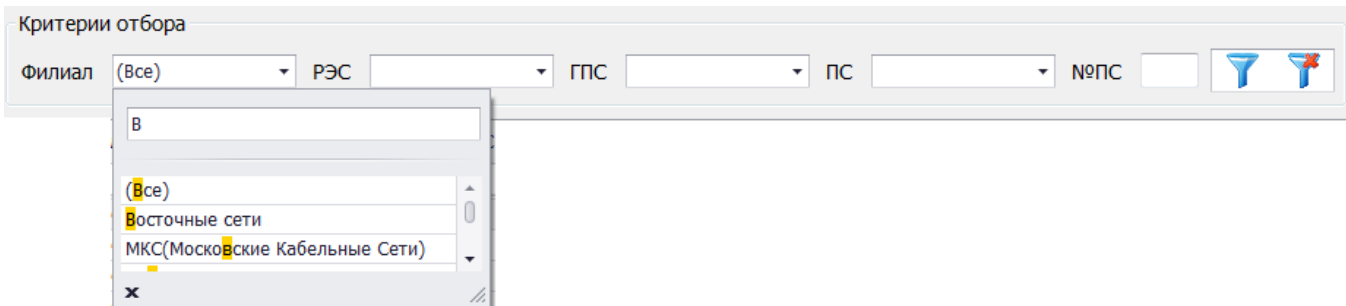 Критерии отбора
Филиал (Все) РЭС ГПС ПС №ПС
В
(Все)
Восточные сети
МКС(Московские Кабельные Сети)